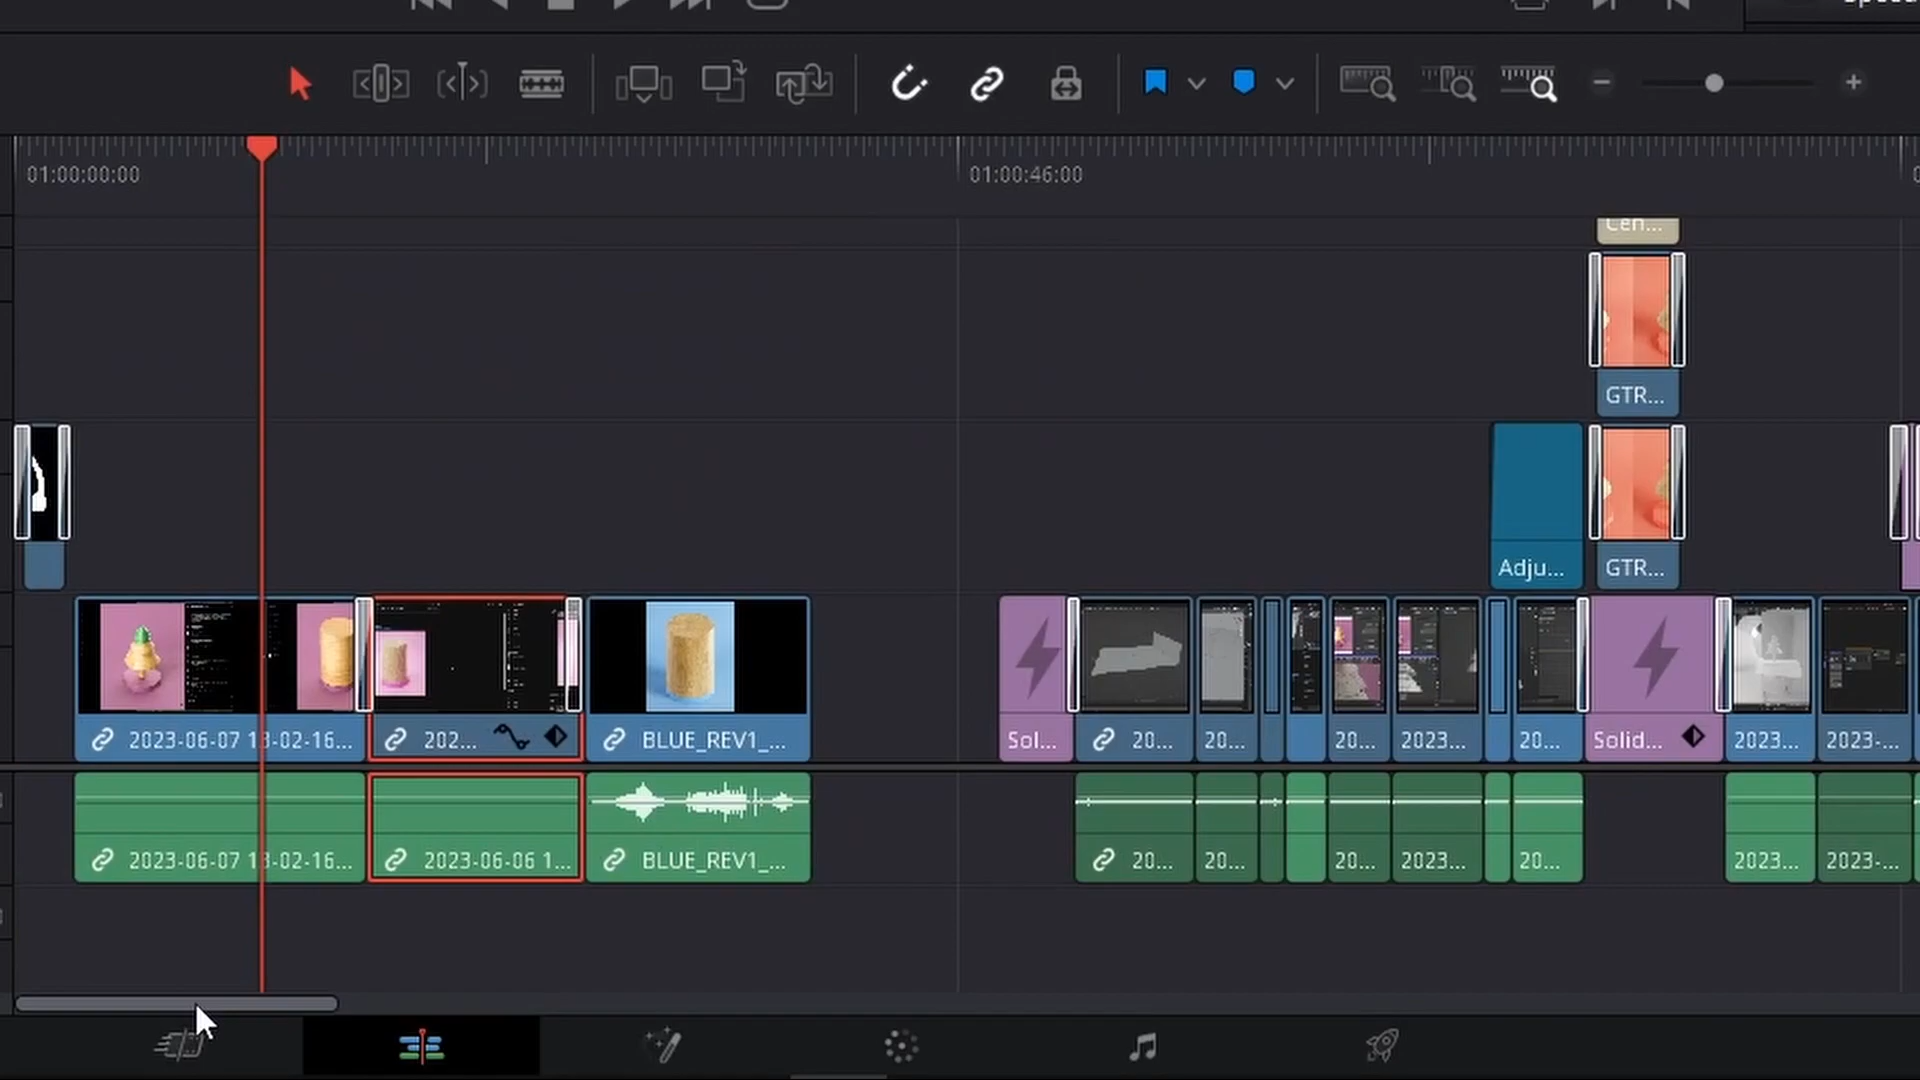 01:00:00:00 01:00:46:00
Cen...
GTR...
Adju... GTR...
2023-06-07 13-02-16... 202... BLUE_REV1_... Sol... 20... 20... 20... 2023... 20... Solid... 2023... 2023-...
2023-06-07 13-02-16... 2023-06-06 1... BLUE_REV1_... 20... 20... 20... 2023... 20... 2023... 2023-...